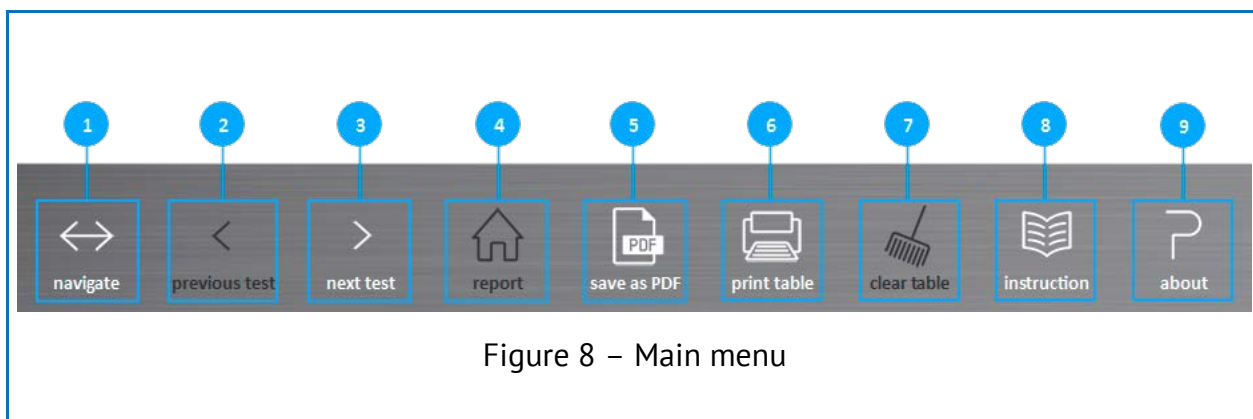 1 2 3 4 5 6 7 8 9
PDF
navigate previous test next test report save as PDF print table clear table instruction about
Figure 8 – Main menu